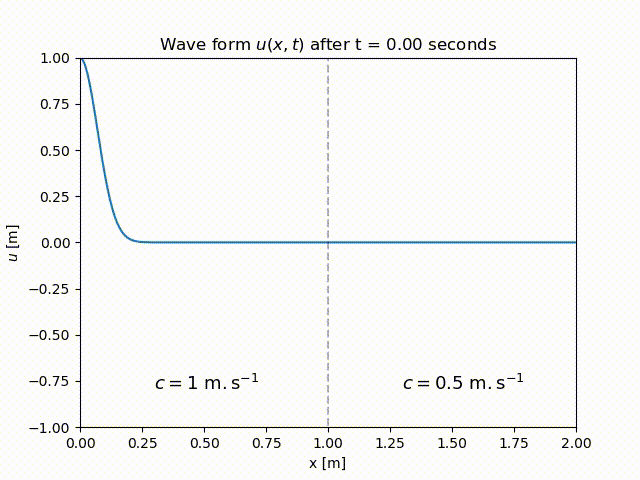 Wave form u(x, t) after t = 0.00 seconds
1.00
0.75
0.50
0.25
0.00
−0.25
−0.50
−0.75
−1.00
u [m]
c = 1 m.s⁻¹
c = 0.5 m.s⁻¹
0.00 0.25 0.50 0.75 1.00 1.25 1.50 1.75 2.00
x [m]